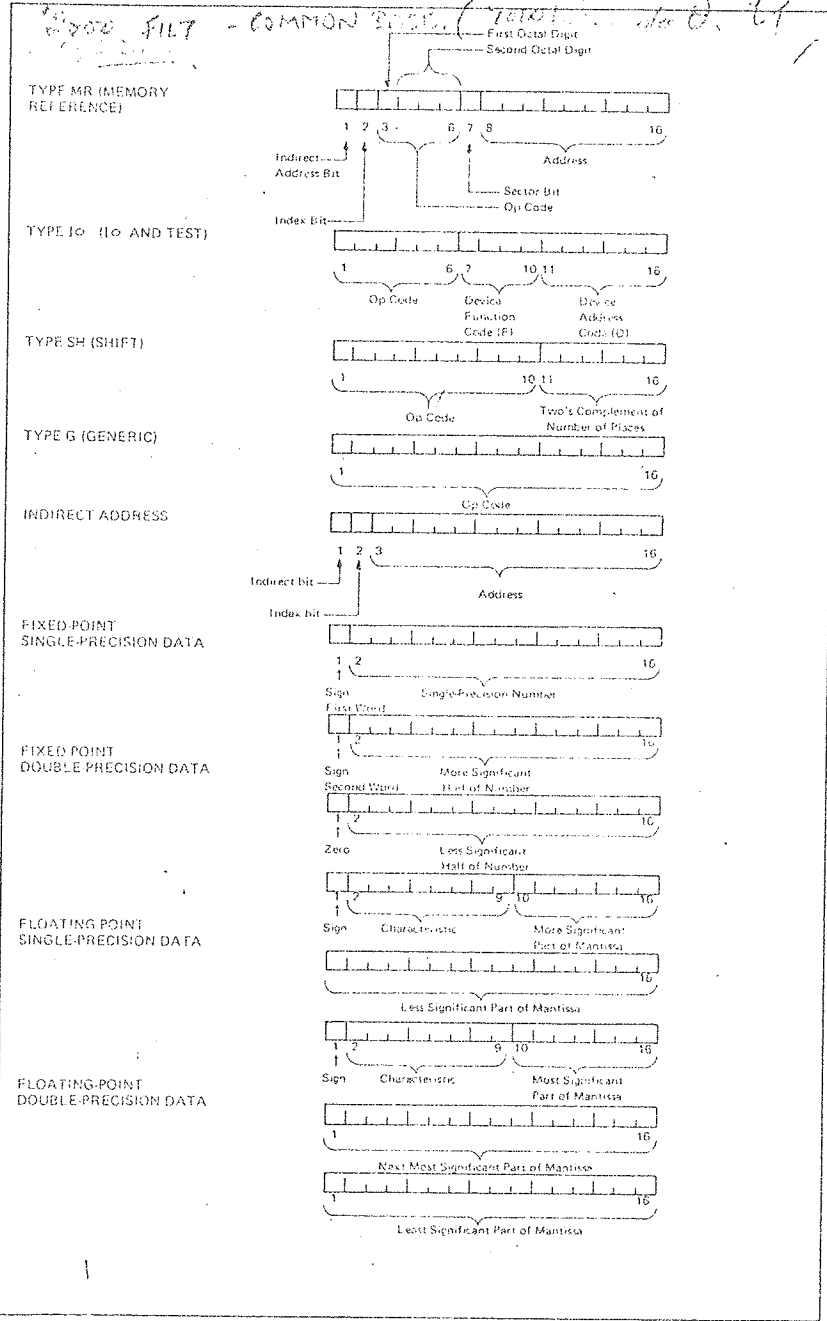 FILT - COMMON
First Octal Digit
Second Octal Digit
TYPE MR (MEMORY
REFERENCE)
1 2 3 6 7 8 16
Indirect
Address Bit
Address
Sector Bit
Op Code
Index Bit
TYPE IO (IO AND TEST)
1 6 7 10 11 16
Op Code
Device
Function
Code (F)
Device
Address
Code (D)
TYPE SH (SHIFT)
1 10 11 16
Op Code
Two's Complement of
Number of Places
TYPE G (GENERIC)
1 16
Op Code
INDIRECT ADDRESS
1 2 3 16
Indirect bit
Address
Index bit
FIXED-POINT
SINGLE-PRECISION DATA
1 2 16
Sign
Single-Precision Number
First Word
FIXED POINT
DOUBLE-PRECISION DATA
1 2 16
Sign
More Significant
Half of Number
Second Word
1 2 16
Zero
Less Significant
Half of Number
FLOATING POINT
SINGLE-PRECISION DATA
1 2 9 10 16
Sign
Characteristic
More Significant
Part of Mantissa
16
Less Significant Part of Mantissa
FLOATING-POINT
DOUBLE-PRECISION DATA
1 2 9 10 16
Sign
Characteristic
Most Significant
Part of Mantissa
1 16
Next Most Significant Part of Mantissa
1 16
Least Significant Part of Mantissa